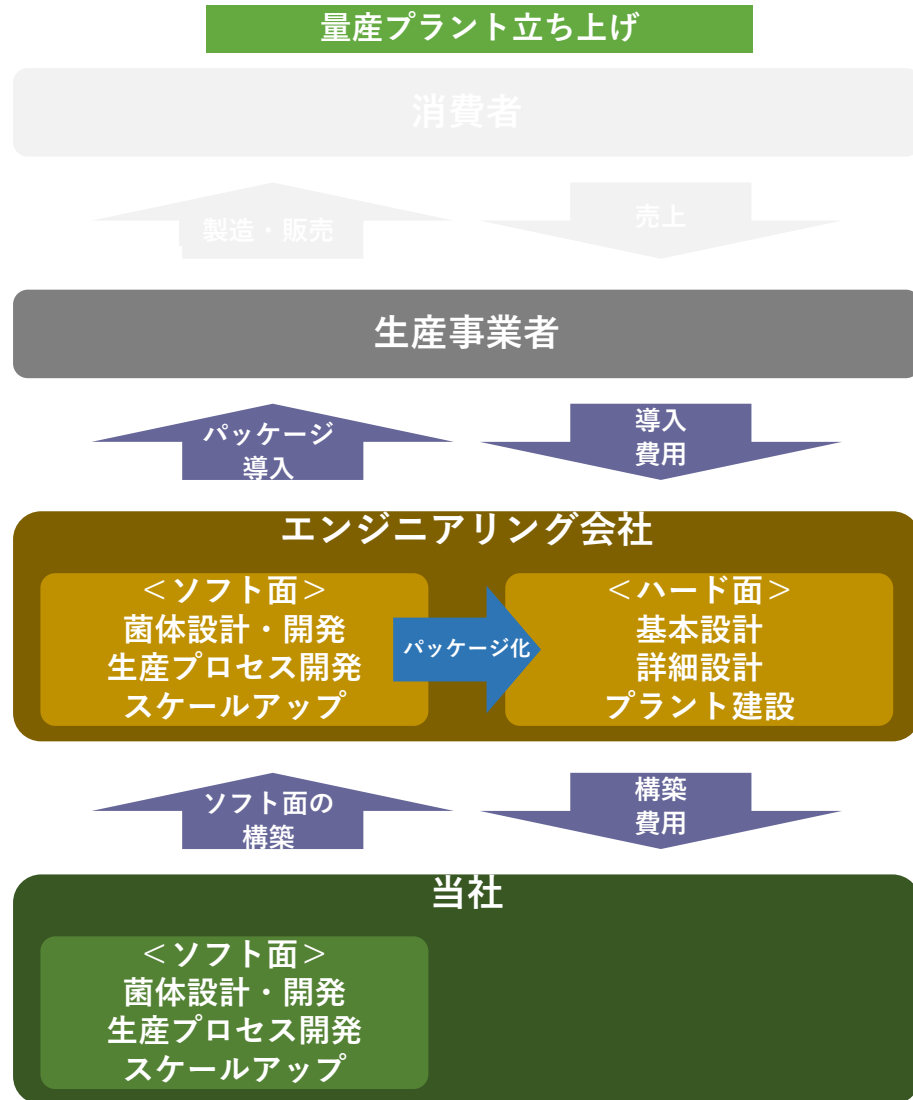 量産プラント立ち上げ
消費者
製造・販売
売上
生産事業者
パッケージ
導入
導入
費用
エンジニアリング会社
＜ソフト面＞
菌体設計・開発
生産プロセス開発
スケールアップ
パッケージ化
＜ハード面＞
基本設計
詳細設計
プラント建設
ソフト面の
構築
構築
費用
当社
＜ソフト面＞
菌体設計・開発
生産プロセス開発
スケールアップ